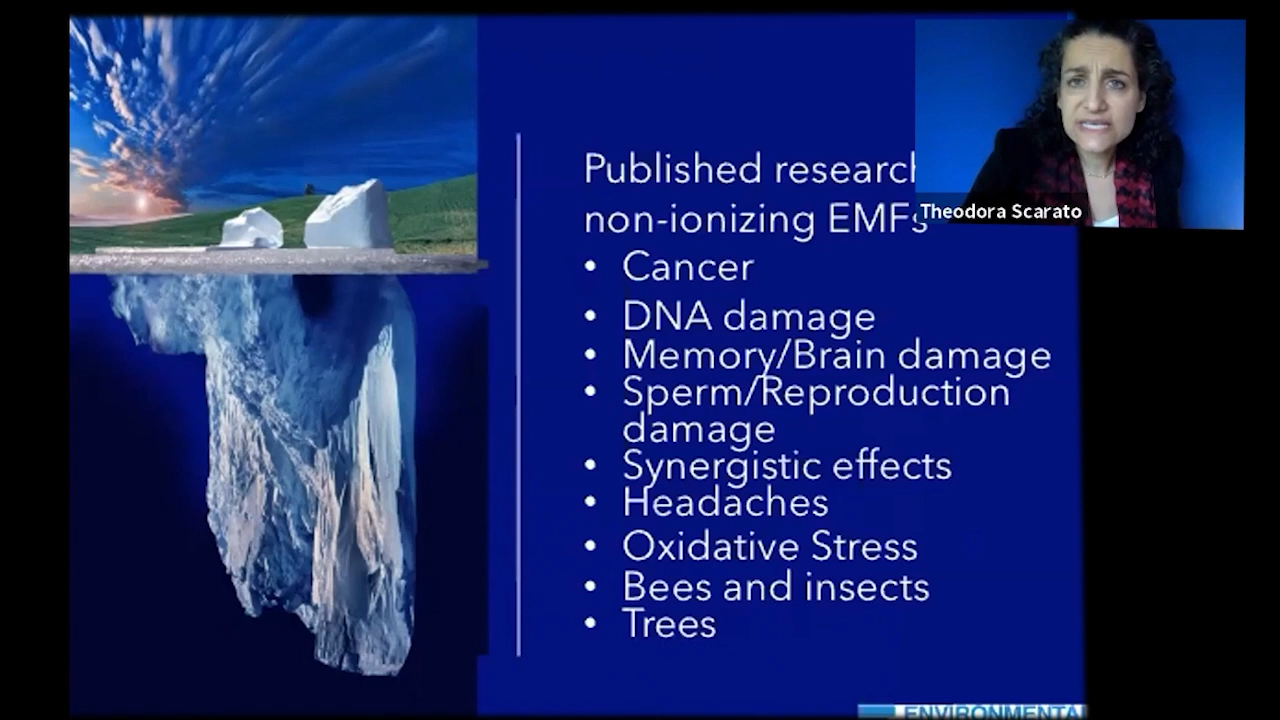 Published research
non-ionizing EMFs
Theodora Scarato
• Cancer
• DNA damage
• Memory/Brain damage
• Sperm/Reproduction
damage
• Synergistic effects
• Headaches
• Oxidative Stress
• Bees and insects
• Trees
ENVIRONMENTAL